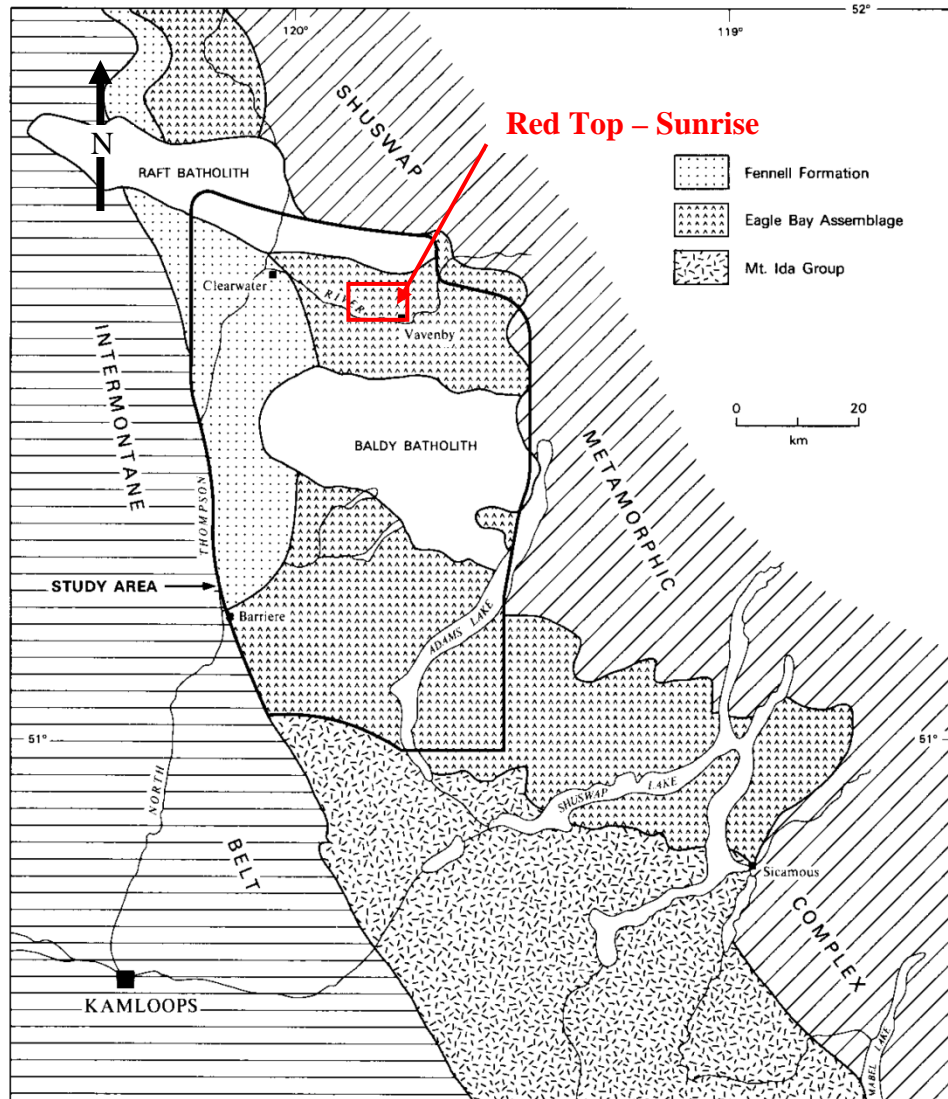 120°
119°
52°
SHUSWAP
Red Top – Sunrise
N
RAFT BATHOLITH
Fennell Formation
Eagle Bay Assemblage
Mt. Ida Group
Clearwater
RIVER
Vavenby
INTERMONTANE
0 20
km
BALDY BATHOLITH
METAMORPHIC
THOMPSON
STUDY AREA
Barriere
ADAMS LAKE
51°
51°
NORTH
SHUSWAP LAKE
BELT
Sicamous
COMPLEX
KAMLOOPS
MABEL LAKE